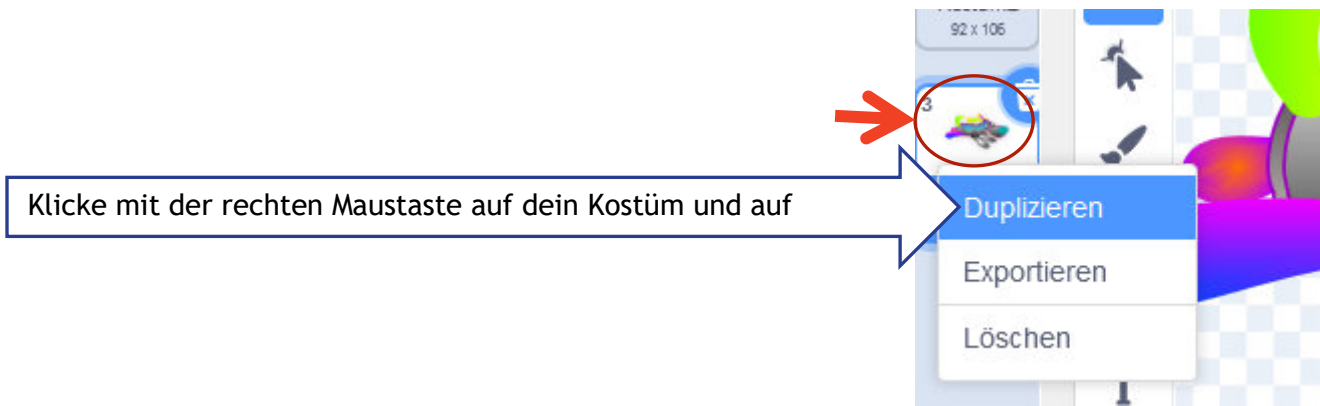 92 x 106
3
Klicke mit der rechten Maustaste auf dein Kostüm und auf
Duplizieren
Exportieren
Löschen